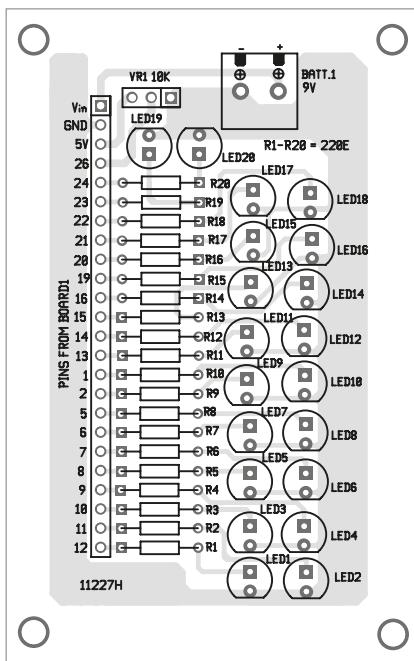 - +
VR1 10K
BATT.1
9V
Vin
GND
5V
26
24
23
22
21
20
19
16
15
14
13
1
2
5
6
7
8
9
10
11
12
PINS FROM BOARD1
LED19
LED20
R1-R20 = 220E
R20
R19
R18
R17
R16
R15
R14
R13
R12
R11
R10
R9
R8
R7
R6
R5
R4
R3
R2
R1
LED17
LED18
LED15
LED16
LED13
LED14
LED11
LED12
LED9
LED10
LED7
LED8
LED5
LED6
LED3
LED4
LED1
LED2
11227H